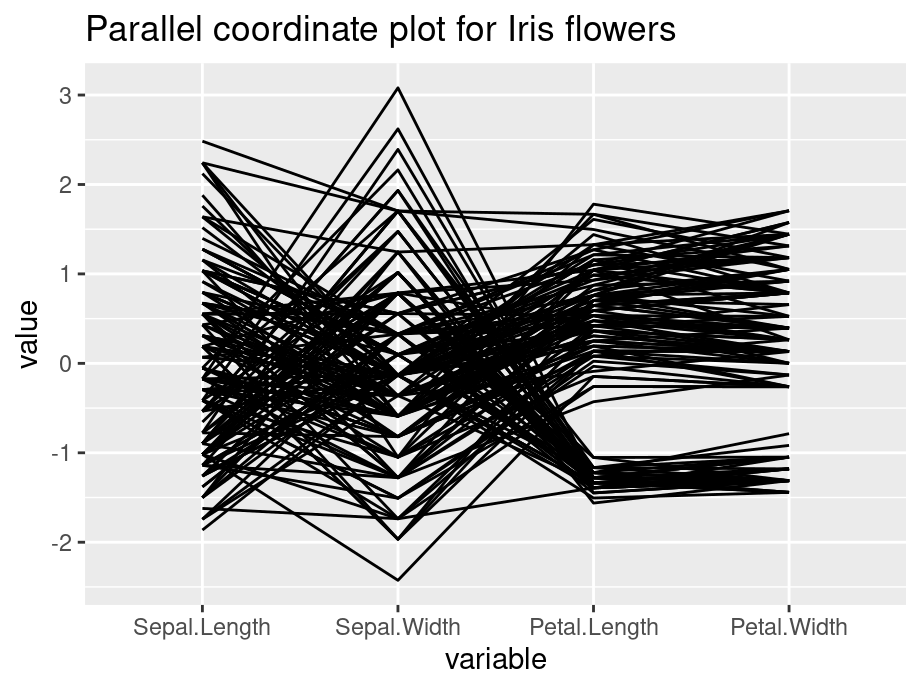 Parallel coordinate plot for Iris flowers
3
2
1
0
-1
-2
value
Sepal.Length Sepal.Width Petal.Length Petal.Width
variable